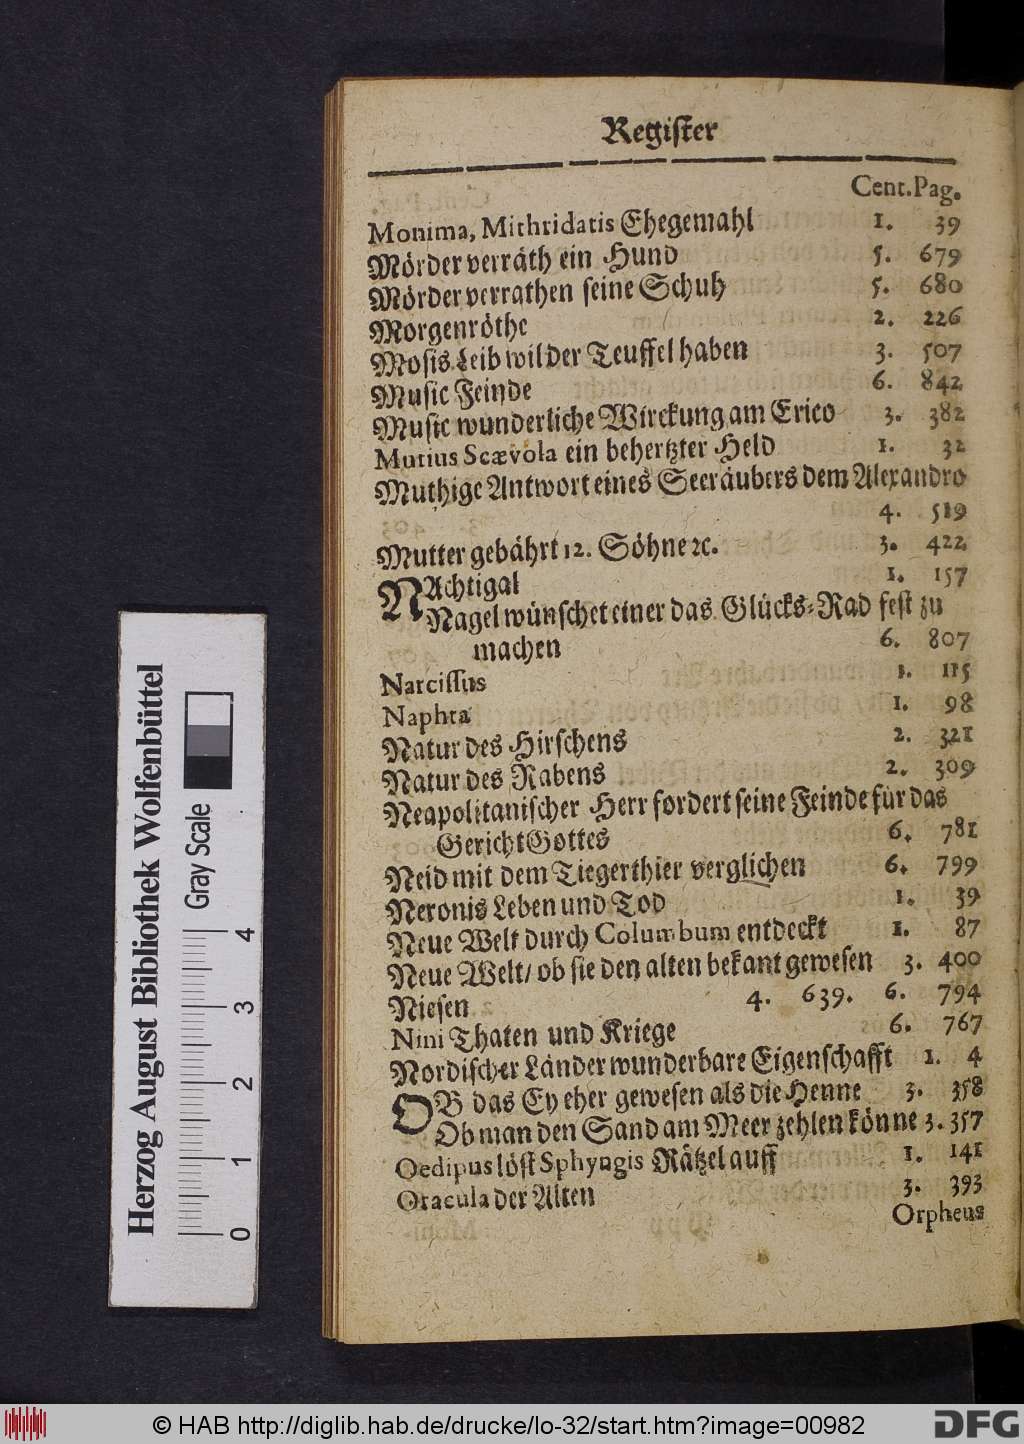 Register
Cent. Pag.
Monima, Mithridatis Ehegemahl 1. 39
Mörder verräth ein Hund 5. 679
Mörder verrathen seine Schuh 5. 680
Morgenröthe 2. 226
Mosis Leib wil der Teuffel haben 3. 507
Music Feinde 6. 842
Music wunderliche Wirckung am Erico 3. 382
Mutius Scævola ein behertzter Held 1. 32
Muthige Antwort eines Seeräubers dem Alexandro
4. 519
Mutter gebährt 12. Söhne ꝛc. 3. 422
NAchtigal 1. 157
Nagel wünschet einer das Glücks-Rad fest zu
machen 6. 807
Narcissus 1. 115
Naphta 1. 98
Natur des Hirschens 2. 321
Natur des Rabens 2. 309
Neapolitanischer Herr fordert seine Feinde für das
Gericht Gottes 6. 781
Neid mit dem Tiegerthier verglichen 6. 799
Neronis Leben und Tod 1. 39
Neue Welt durch Columbum entdeckt 1. 87
Neue Welt/ ob sie den alten bekant gewesen 3. 400
Niesen 4. 639. 6. 794
Nini Thaten und Kriege 6. 767
Nordischer Länder wunderbare Eigenschafft 1. 4
OB das Ey eher gewesen als die Henne 3. 358
Ob man den Sand am Meer zehlen könne 3. 357
Oedipus löst Sphyngis Rätzel auff 1. 141
Oracula der Alten 3. 393
Orpheus
Herzog August Bibliothek Wolfenbüttel
Gray Scale
0 1 2 3 4
© HAB http://diglib.hab.de/drucke/lo-32/start.htm?image=00982
DFG